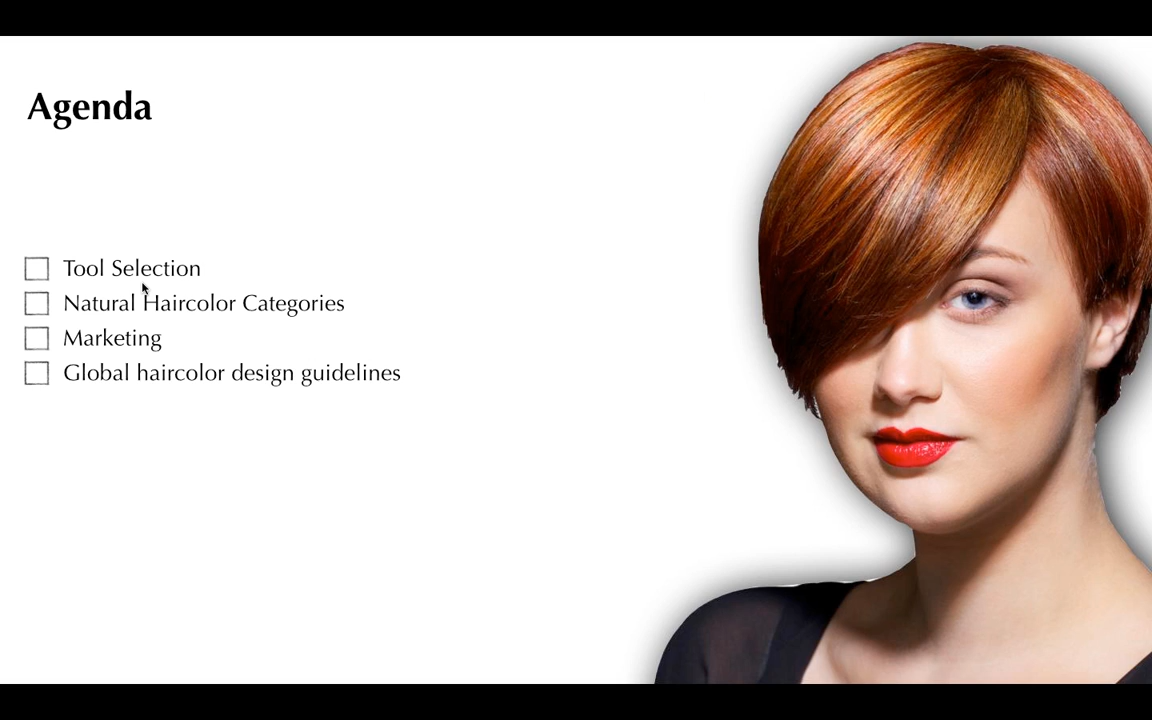 Agenda
Tool Selection
Natural Haircolor Categories
Marketing
Global haircolor design guidelines